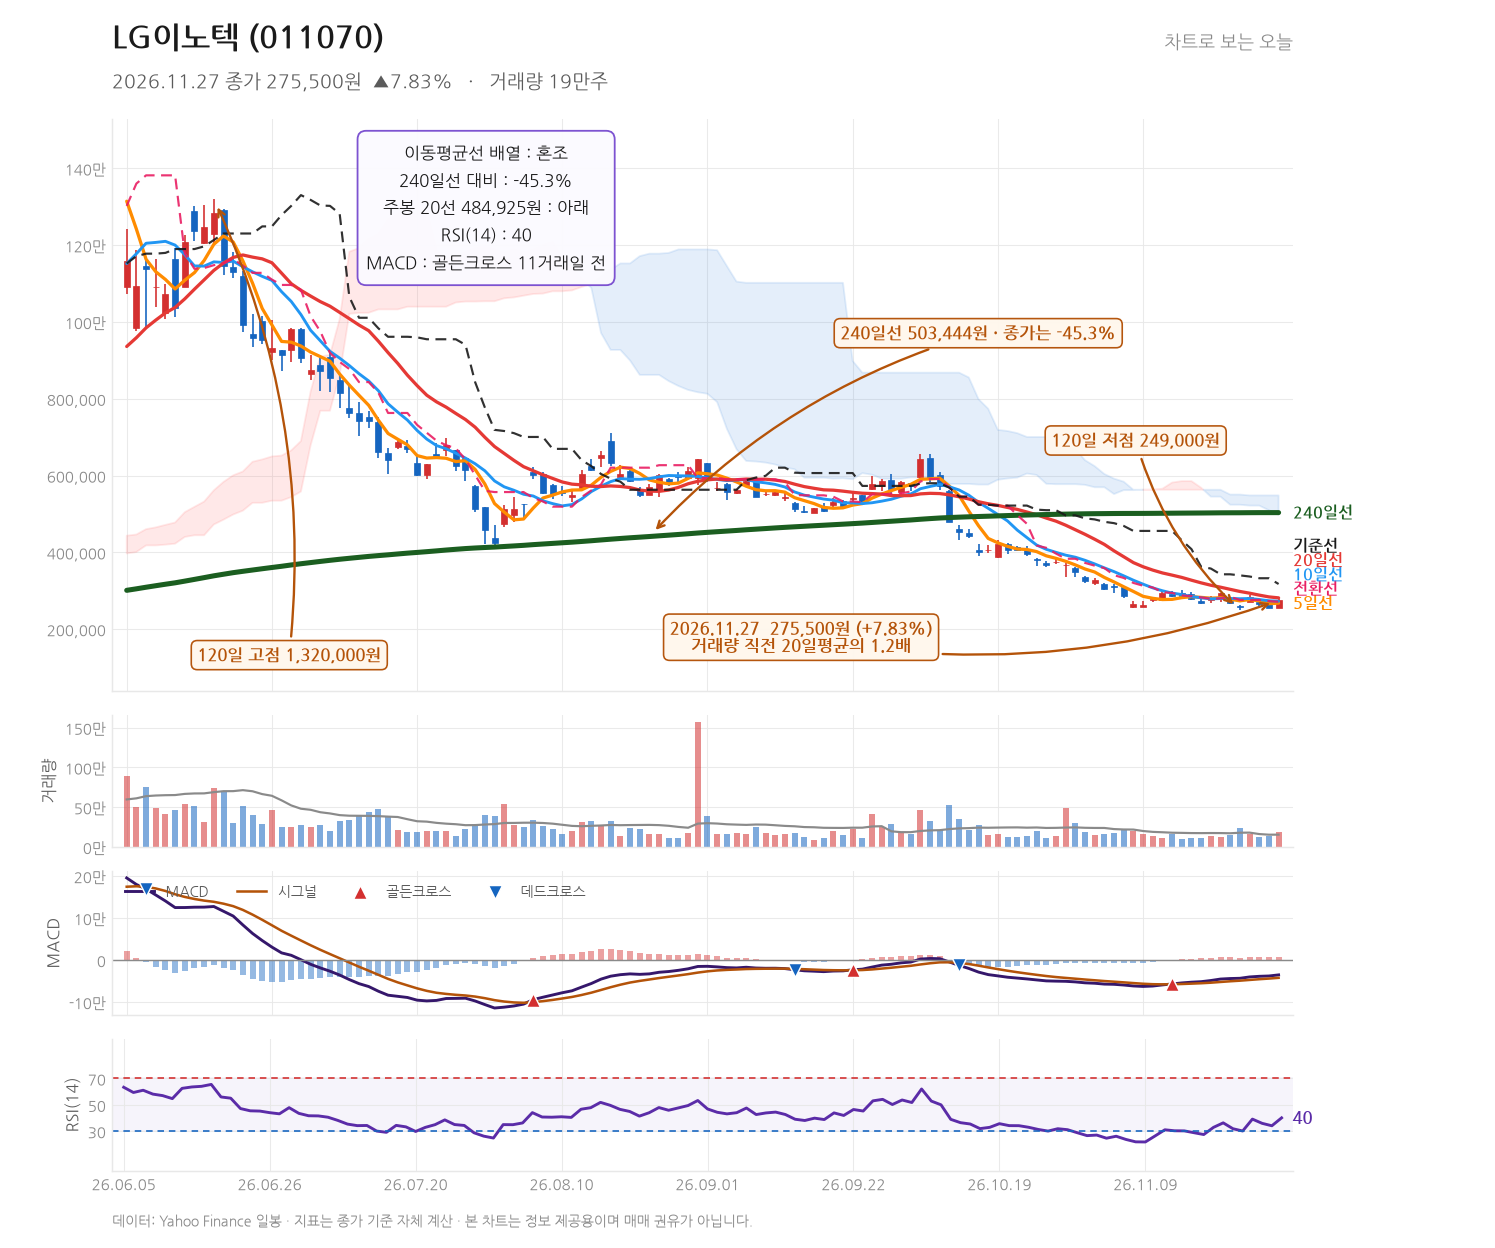 LG이노텍 (011070)
차트로 보는 오늘
2026.11.27 종가 275,500원 ▲7.83% · 거래량 19만주
이동평균선 배열 : 혼조
240일선 대비 : -45.3%
주봉 20선 484,925원 : 아래
RSI(14) : 40
MACD : 골든크로스 11거래일 전
140만
120만
100만
800,000
600,000
400,000
200,000
240일선 503,444원 · 종가는 -45.3%
120일 저점 249,000원
2026.11.27 275,500원 (+7.83%)
거래량 직전 20일평균의 1.2배
120일 고점 1,320,000원
240일선
기준선
20일선
10일선
전환선
5일선
거래량
150만
100만
50만
0만
MACD
20만
10만
0
-10만
MACD
시그널
골든크로스
데드크로스
RSI(14)
70
50
30
40
26.06.05
26.06.26
26.07.20
26.08.10
26.09.01
26.09.22
26.10.19
26.11.09
데이터: Yahoo Finance 일봉 · 지표는 종가 기준 자체 계산 · 본 차트는 정보 제공용이며 매매 권유가 아닙니다.